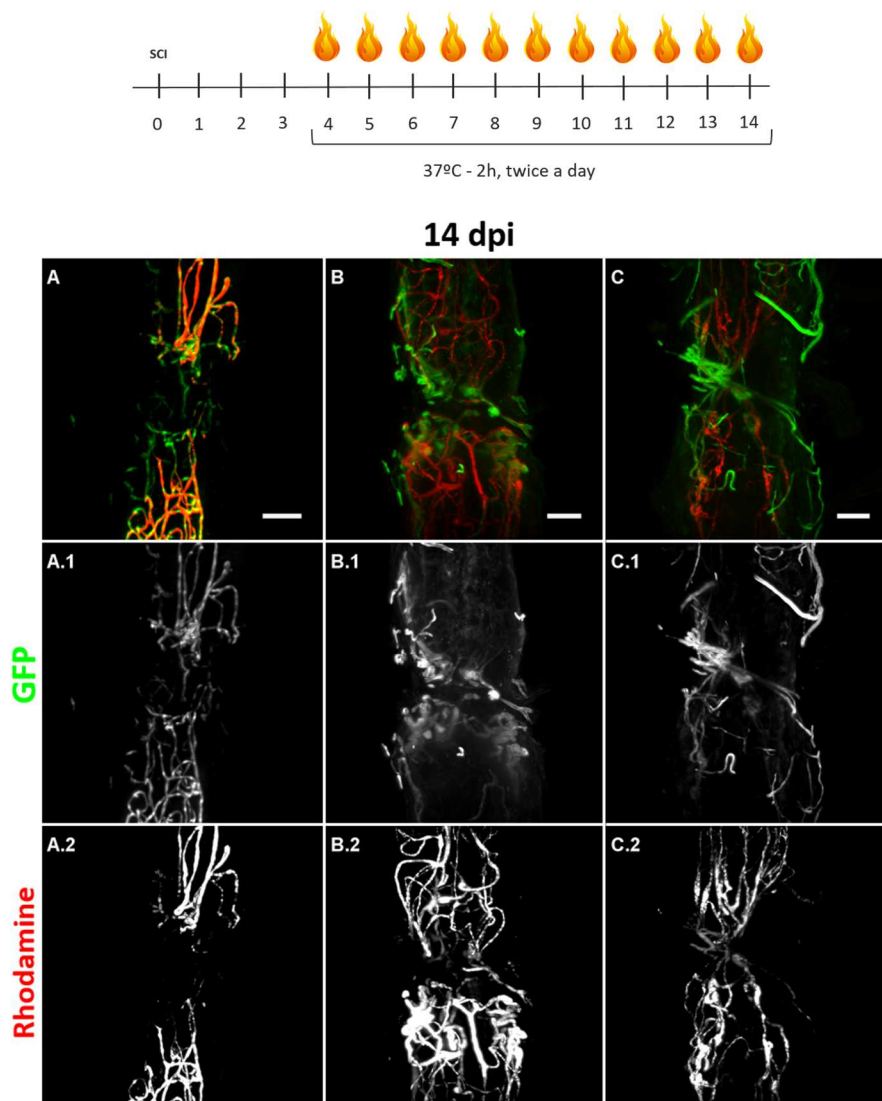 SCI
0 1 2 3 4 5 6 7 8 9 10 11 12 13 14
37ºC - 2h, twice a day
14 dpi
A B C
GFP
A.1 B.1 C.1
Rhodamine
A.2 B.2 C.2